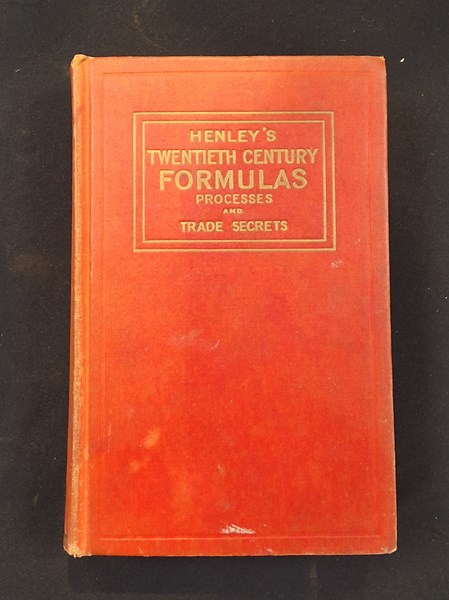 HENLEY'S
TWENTIETH CENTURY
FORMULAS
PROCESSES
AND
TRADE SECRETS